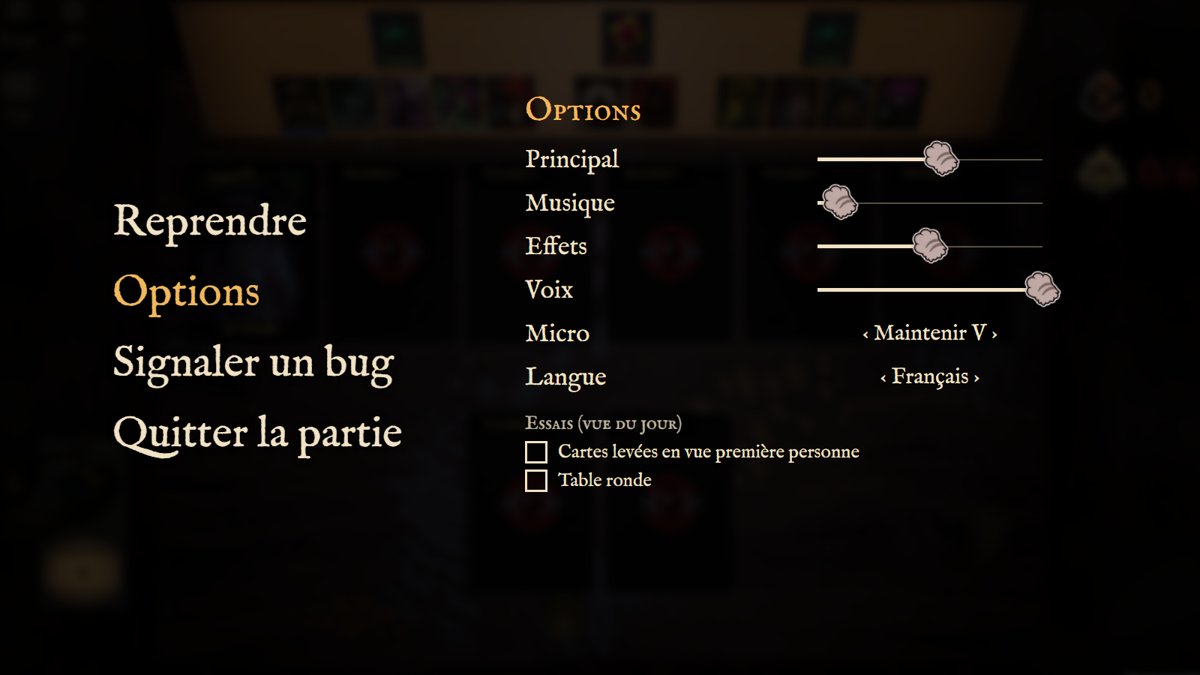 Reprendre
Options
Signaler un bug
Quitter la partie
Options
Principal
Musique
Effets
Voix
Micro
‹ Maintenir V ›
Langue
‹ Français ›
Essais (vue du jour)
Cartes levées en vue première personne
Table ronde